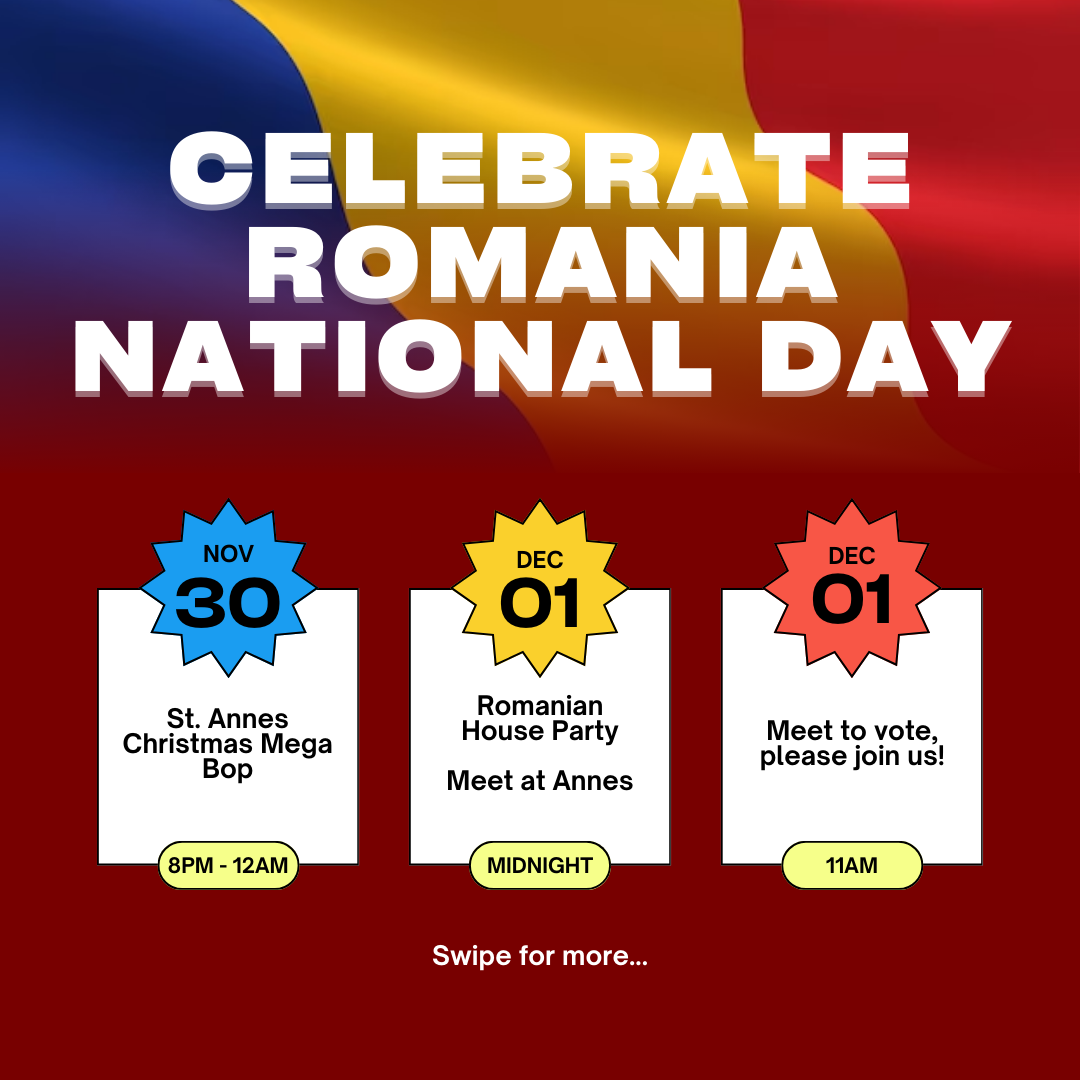 CELEBRATE
ROMANIA
NATIONAL DAY
NOV
30
St. Annes
Christmas Mega
Bop
8PM - 12AM
DEC
01
Romanian
House Party
Meet at Annes
MIDNIGHT
DEC
01
Meet to vote,
please join us!
11AM
Swipe for more...